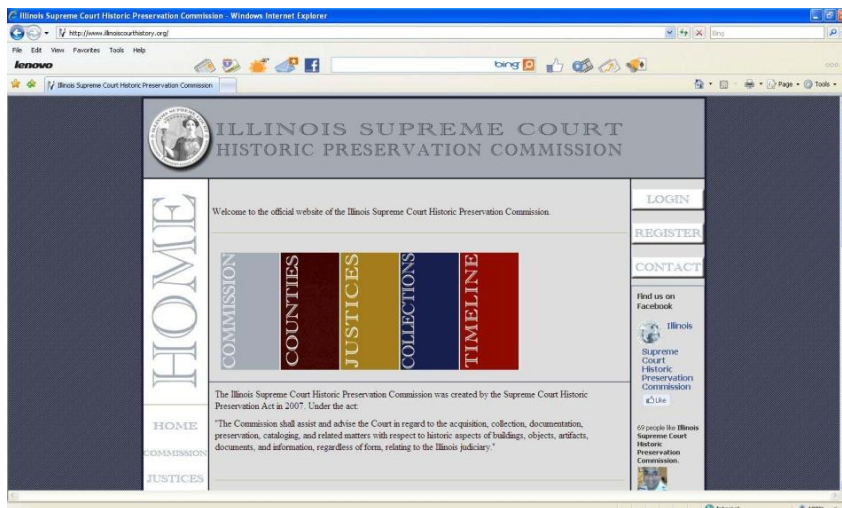 Illinois Supreme Court Historic Preservation Commission - Windows Internet Explorer
http://www.illinoiscourthistory.org/
Bing
File Edit View Favorites Tools Help
lenovo
bing
Illinois Supreme Court Historic Preservation Commission
Page Tools
ILLINOIS SUPREME COURT
HISTORIC PRESERVATION COMMISSION
HOME
Welcome to the official website of the Illinois Supreme Court Historic Preservation Commission.
COMMISSION
COUNTIES
JUSTICES
COLLECTIONS
TIMELINE
The Illinois Supreme Court Historic Preservation Commission was created by the Supreme Court Historic
Preservation Act in 2007. Under the act:
"The Commission shall assist and advise the Court in regard to the acquisition, collection, documentation,
preservation, cataloging, and related matters with respect to historic aspects of buildings, objects, artifacts,
documents, and information, regardless of form, relating to the Illinois judiciary."
HOME
COMMISSION
JUSTICES
LOGIN
REGISTER
CONTACT
Find us on
Facebook
Illinois
Supreme
Court
Historic
Preservation
Commission
Like
69 people like Illinois
Supreme Court
Historic
Preservation
Commission.